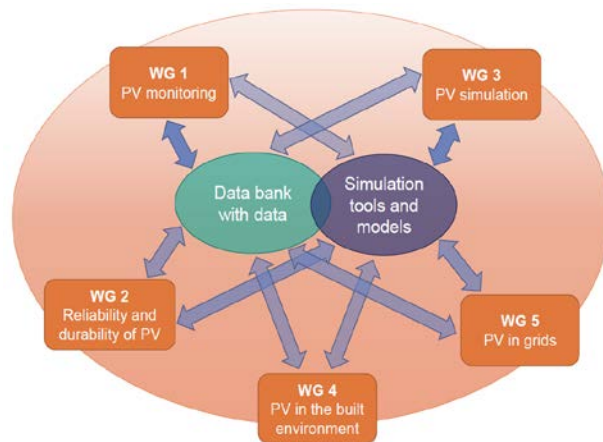 WG 1
PV monitoring
WG 3
PV simulation
Data bank
with data
Simulation
tools and
models
WG 2
Reliability and
durability of PV
WG 5
PV in grids
WG 4
PV in the built
environment